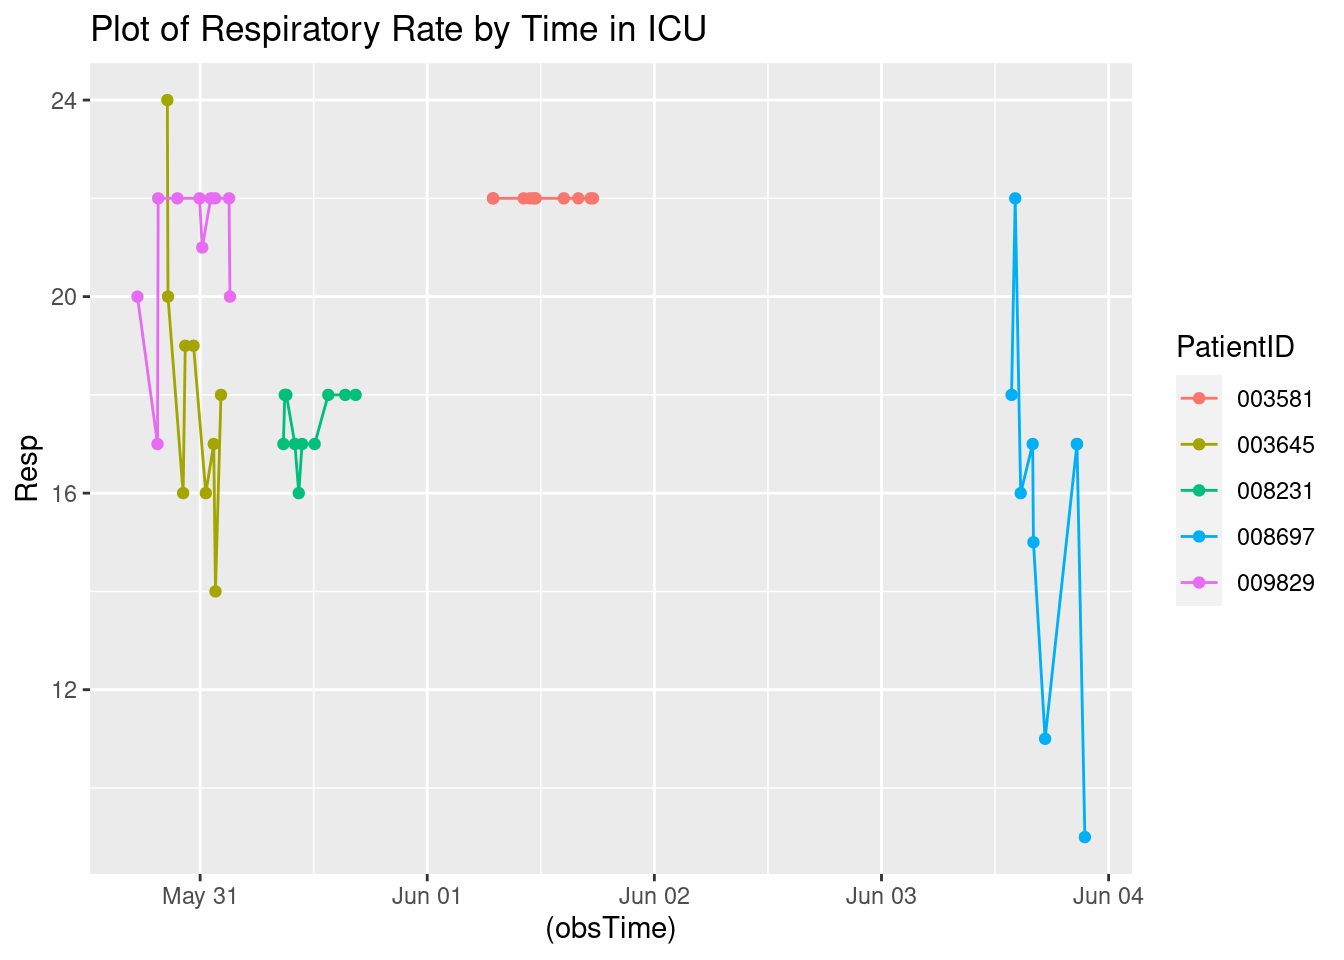 Plot of Respiratory Rate by Time in ICU
24
20
16
12
Resp
May 31
Jun 01
Jun 02
Jun 03
Jun 04
(obsTime)
PatientID
003581
003645
008231
008697
009829